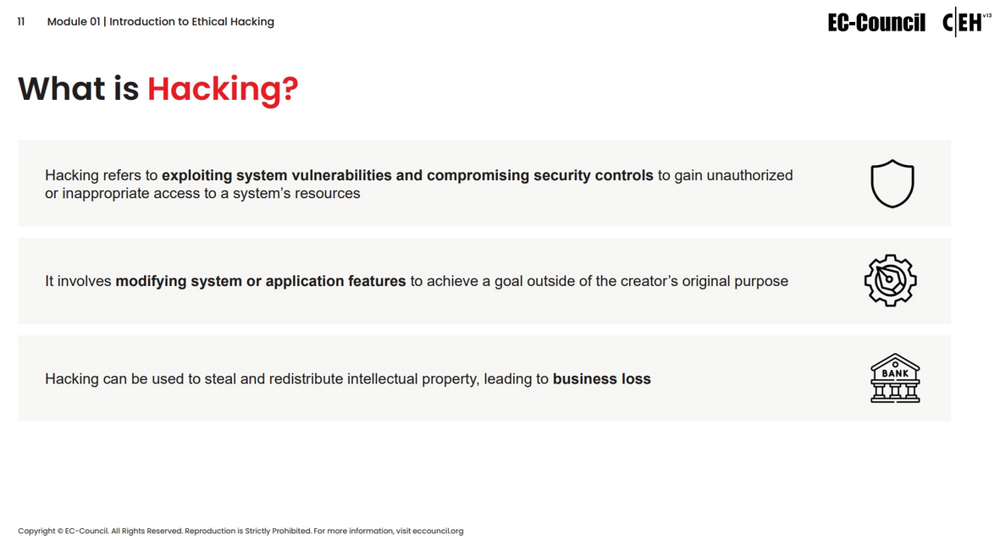 11 Module 01 | Introduction to Ethical Hacking
EC-Council C|EH v13
What is Hacking?
Hacking refers to exploiting system vulnerabilities and compromising security controls to gain unauthorized
or inappropriate access to a system’s resources
It involves modifying system or application features to achieve a goal outside of the creator’s original purpose
BANK
Hacking can be used to steal and redistribute intellectual property, leading to business loss
Copyright © EC-Council. All Rights Reserved. Reproduction is Strictly Prohibited. For more information, visit eccouncil.org